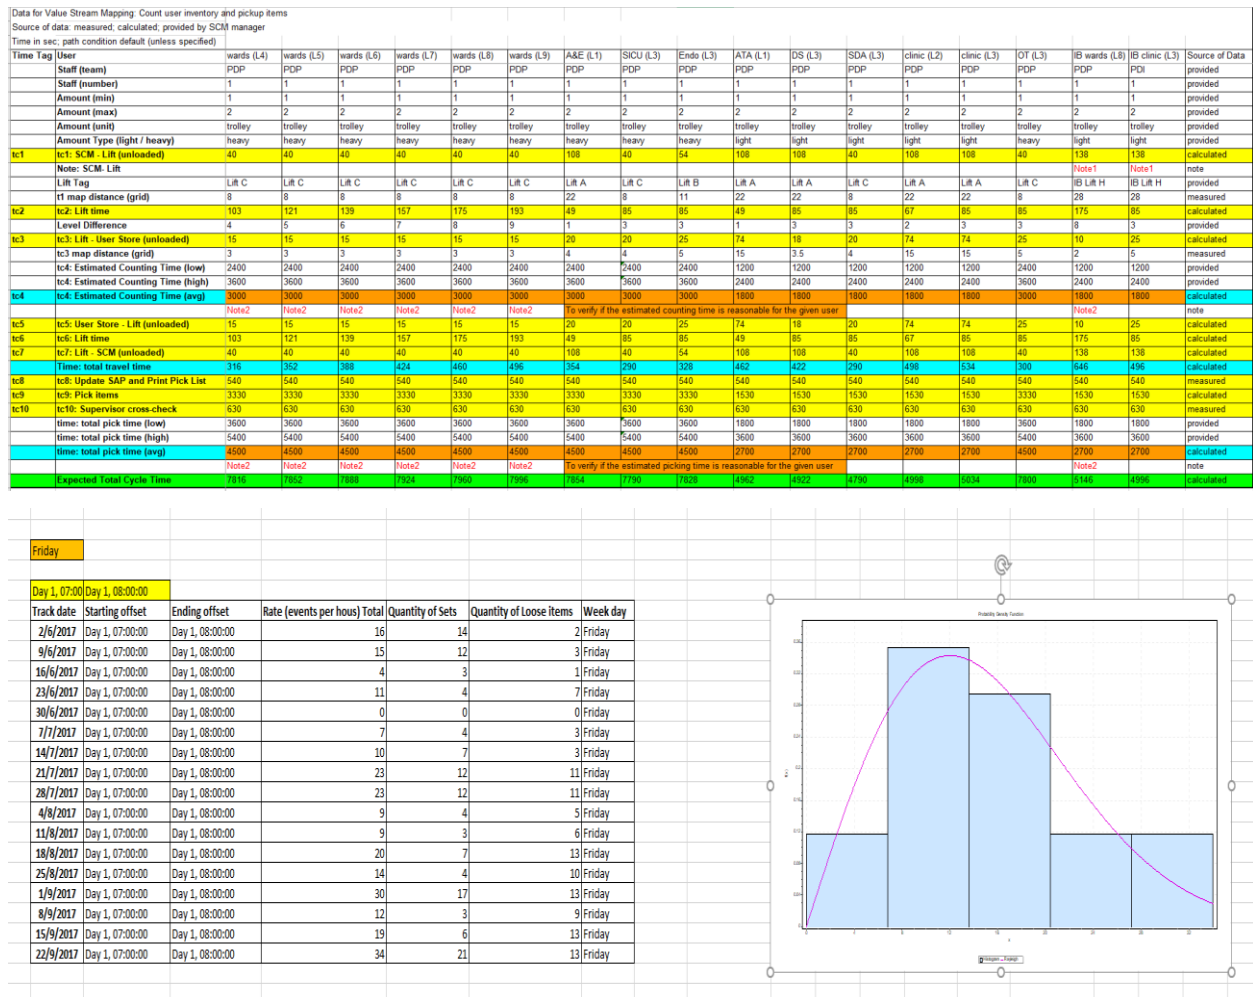 Data for Value Stream Mapping: Count user inventory and pickup items
Source of data: measured; calculated; provided by SCM manager
Time in sec; path condition default (unless specified)
Time Tag User wards (L4) wards (L5) wards (L6) wards (L7) wards (L8) wards (L9) A&E (L1) SICU (L3) Endo (L3) ATA (L1) DS (L3) SDA (L3) clinic (L2) clinic (L3) OT (L3) IB wards (L8) IB clinic (L3) Source of Data
Staff (team) PDP PDP PDP PDP PDP PDP PDP PDP PDP PDP PDP PDP PDP PDP PDP PDP PDI provided
Staff (number) 1 1 1 1 1 1 1 1 1 1 1 1 1 1 1 1 1 provided
Amount (min) 1 1 1 1 1 1 1 1 1 1 1 1 1 1 1 1 1 provided
Amount (max) 2 2 2 2 2 2 2 2 2 2 2 2 2 2 2 2 2 provided
Amount (unit) trolley trolley trolley trolley trolley trolley trolley trolley trolley trolley trolley trolley trolley trolley trolley trolley trolley provided
Amount Type (light / heavy) heavy heavy heavy heavy heavy heavy heavy heavy heavy light light light light light heavy light light provided
tc1 tc1: SCM - Lift (unloaded) 40 40 40 40 40 40 108 40 54 108 108 40 108 108 40 138 138 calculated
Note: SCM- Lift Note1 Note1 note
Lift Tag Lift C Lift C Lift C Lift C Lift C Lift C Lift A Lift C Lift B Lift A Lift A Lift C Lift A Lift A Lift C IB Lift H IB Lift H provided
t1 map distance (grid) 8 8 8 8 8 8 22 8 11 22 22 8 22 22 8 28 28 measured
tc2 tc2: Lift time 103 121 139 157 175 193 49 85 85 49 85 85 67 85 85 175 85 calculated
Level Difference 4 5 6 7 8 9 1 3 3 1 3 3 2 3 3 8 3 provided
tc3 tc3: Lift - User Store (unloaded) 15 15 15 15 15 15 20 20 25 74 18 20 74 74 25 10 25 calculated
tc3 map distance (grid) 3 3 3 3 3 3 4 4 5 15 3.5 4 15 15 5 2 5 measured
tc4: Estimated Counting Time (low) 2400 2400 2400 2400 2400 2400 2400 2400 2400 1200 1200 1200 1200 1200 2400 1200 1200 provided
tc4: Estimated Counting Time (high) 3600 3600 3600 3600 3600 3600 3600 3600 3600 2400 2400 2400 2400 2400 3600 2400 2400 provided
tc4 tc4: Estimated Counting Time (avg) 3000 3000 3000 3000 3000 3000 3000 3000 3000 1800 1800 1800 1800 1800 3000 1800 1800 calculated
Note2 Note2 Note2 Note2 Note2 Note2 To verify if the estimated counting time is reasonable for the given user Note2 note
tc5 tc5: User Store - Lift (unloaded) 15 15 15 15 15 15 20 20 25 74 18 20 74 74 25 10 25 calculated
tc6 tc6: Lift time 103 121 139 157 175 193 49 85 85 49 85 85 67 85 85 175 85 calculated
tc7 tc7: Lift - SCM (unloaded) 40 40 40 40 40 40 108 40 54 108 108 40 108 108 40 138 138 calculated
Time: total travel time 316 352 388 424 460 496 354 290 328 462 422 290 498 534 300 646 496 calculated
tc8 tc8: Update SAP and Print Pick List 540 540 540 540 540 540 540 540 540 540 540 540 540 540 540 540 540 measured
tc9 tc9: Pick items 3330 3330 3330 3330 3330 3330 3330 3330 3330 1530 1530 1530 1530 1530 3330 1530 1530 calculated
tc10 tc10: Supervisor cross-check 630 630 630 630 630 630 630 630 630 630 630 630 630 630 630 630 630 measured
time: total pick time (low) 3600 3600 3600 3600 3600 3600 3600 3600 3600 1800 1800 1800 1800 1800 3600 1800 1800 provided
time: total pick time (high) 5400 5400 5400 5400 5400 5400 5400 5400 5400 3600 3600 3600 3600 3600 5400 3600 3600 provided
time: total pick time (avg) 4500 4500 4500 4500 4500 4500 4500 4500 4500 2700 2700 2700 2700 2700 4500 2700 2700 calculated
Note2 Note2 Note2 Note2 Note2 Note2 To verify if the estimated picking time is reasonable for the given user Note2 note
Expected Total Cycle Time 7816 7852 7888 7924 7960 7996 7854 7790 7828 4962 4922 4790 4998 5034 7800 5146 4996 calculated
Friday
Day 1, 07:00 Day 1, 08:00:00
Track date Starting offset Ending offset Rate (events per hous) Total Quantity of Sets Quantity of Loose items Week day
2/6/2017 Day 1, 07:00:00 Day 1, 08:00:00 16 14 2 Friday
9/6/2017 Day 1, 07:00:00 Day 1, 08:00:00 15 12 3 Friday
16/6/2017 Day 1, 07:00:00 Day 1, 08:00:00 4 3 1 Friday
23/6/2017 Day 1, 07:00:00 Day 1, 08:00:00 11 4 7 Friday
30/6/2017 Day 1, 07:00:00 Day 1, 08:00:00 0 0 0 Friday
7/7/2017 Day 1, 07:00:00 Day 1, 08:00:00 7 4 3 Friday
14/7/2017 Day 1, 07:00:00 Day 1, 08:00:00 10 7 3 Friday
21/7/2017 Day 1, 07:00:00 Day 1, 08:00:00 23 12 11 Friday
28/7/2017 Day 1, 07:00:00 Day 1, 08:00:00 23 12 11 Friday
4/8/2017 Day 1, 07:00:00 Day 1, 08:00:00 9 4 5 Friday
11/8/2017 Day 1, 07:00:00 Day 1, 08:00:00 9 3 6 Friday
18/8/2017 Day 1, 07:00:00 Day 1, 08:00:00 20 7 13 Friday
25/8/2017 Day 1, 07:00:00 Day 1, 08:00:00 14 4 10 Friday
1/9/2017 Day 1, 07:00:00 Day 1, 08:00:00 30 17 13 Friday
8/9/2017 Day 1, 07:00:00 Day 1, 08:00:00 12 3 9 Friday
15/9/2017 Day 1, 07:00:00 Day 1, 08:00:00 19 6 13 Friday
22/9/2017 Day 1, 07:00:00 Day 1, 08:00:00 34 21 13 Friday
Probability Density Function
Histogram Rayleigh